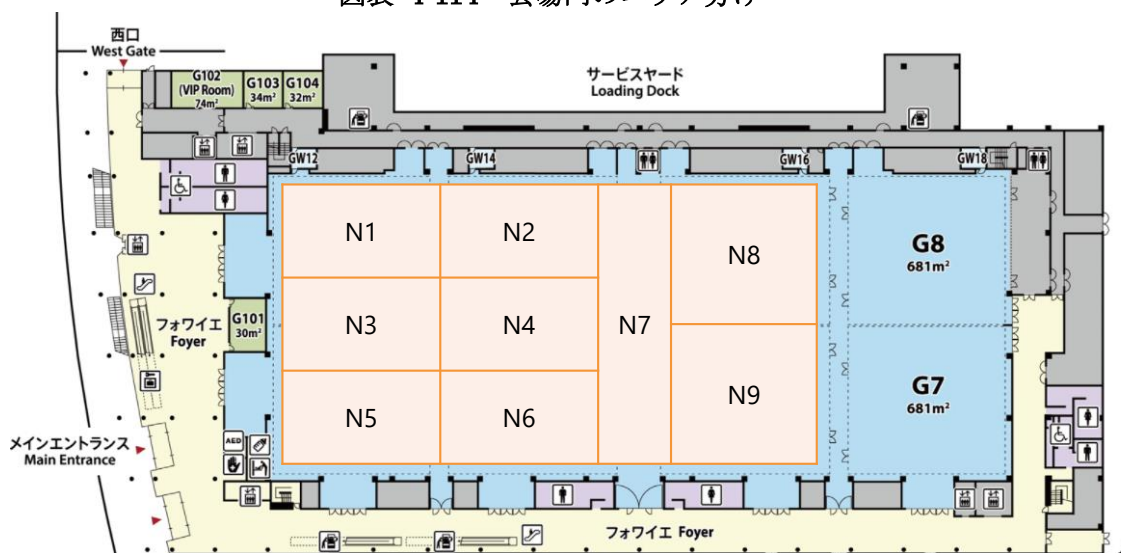 西口
West Gate
G102
(VIP Room)
74m²
G103
34m²
G104
32m²
サービスヤード
Loading Dock
GW12
GW14
GW16
GW18
N1
N2
N8
G8
681m²
N3
N4
N7
G101
30m²
フォワイエ
Foyer
N5
N6
N9
G7
681m²
メインエントランス
Main Entrance
AED
フォワイエ Foyer